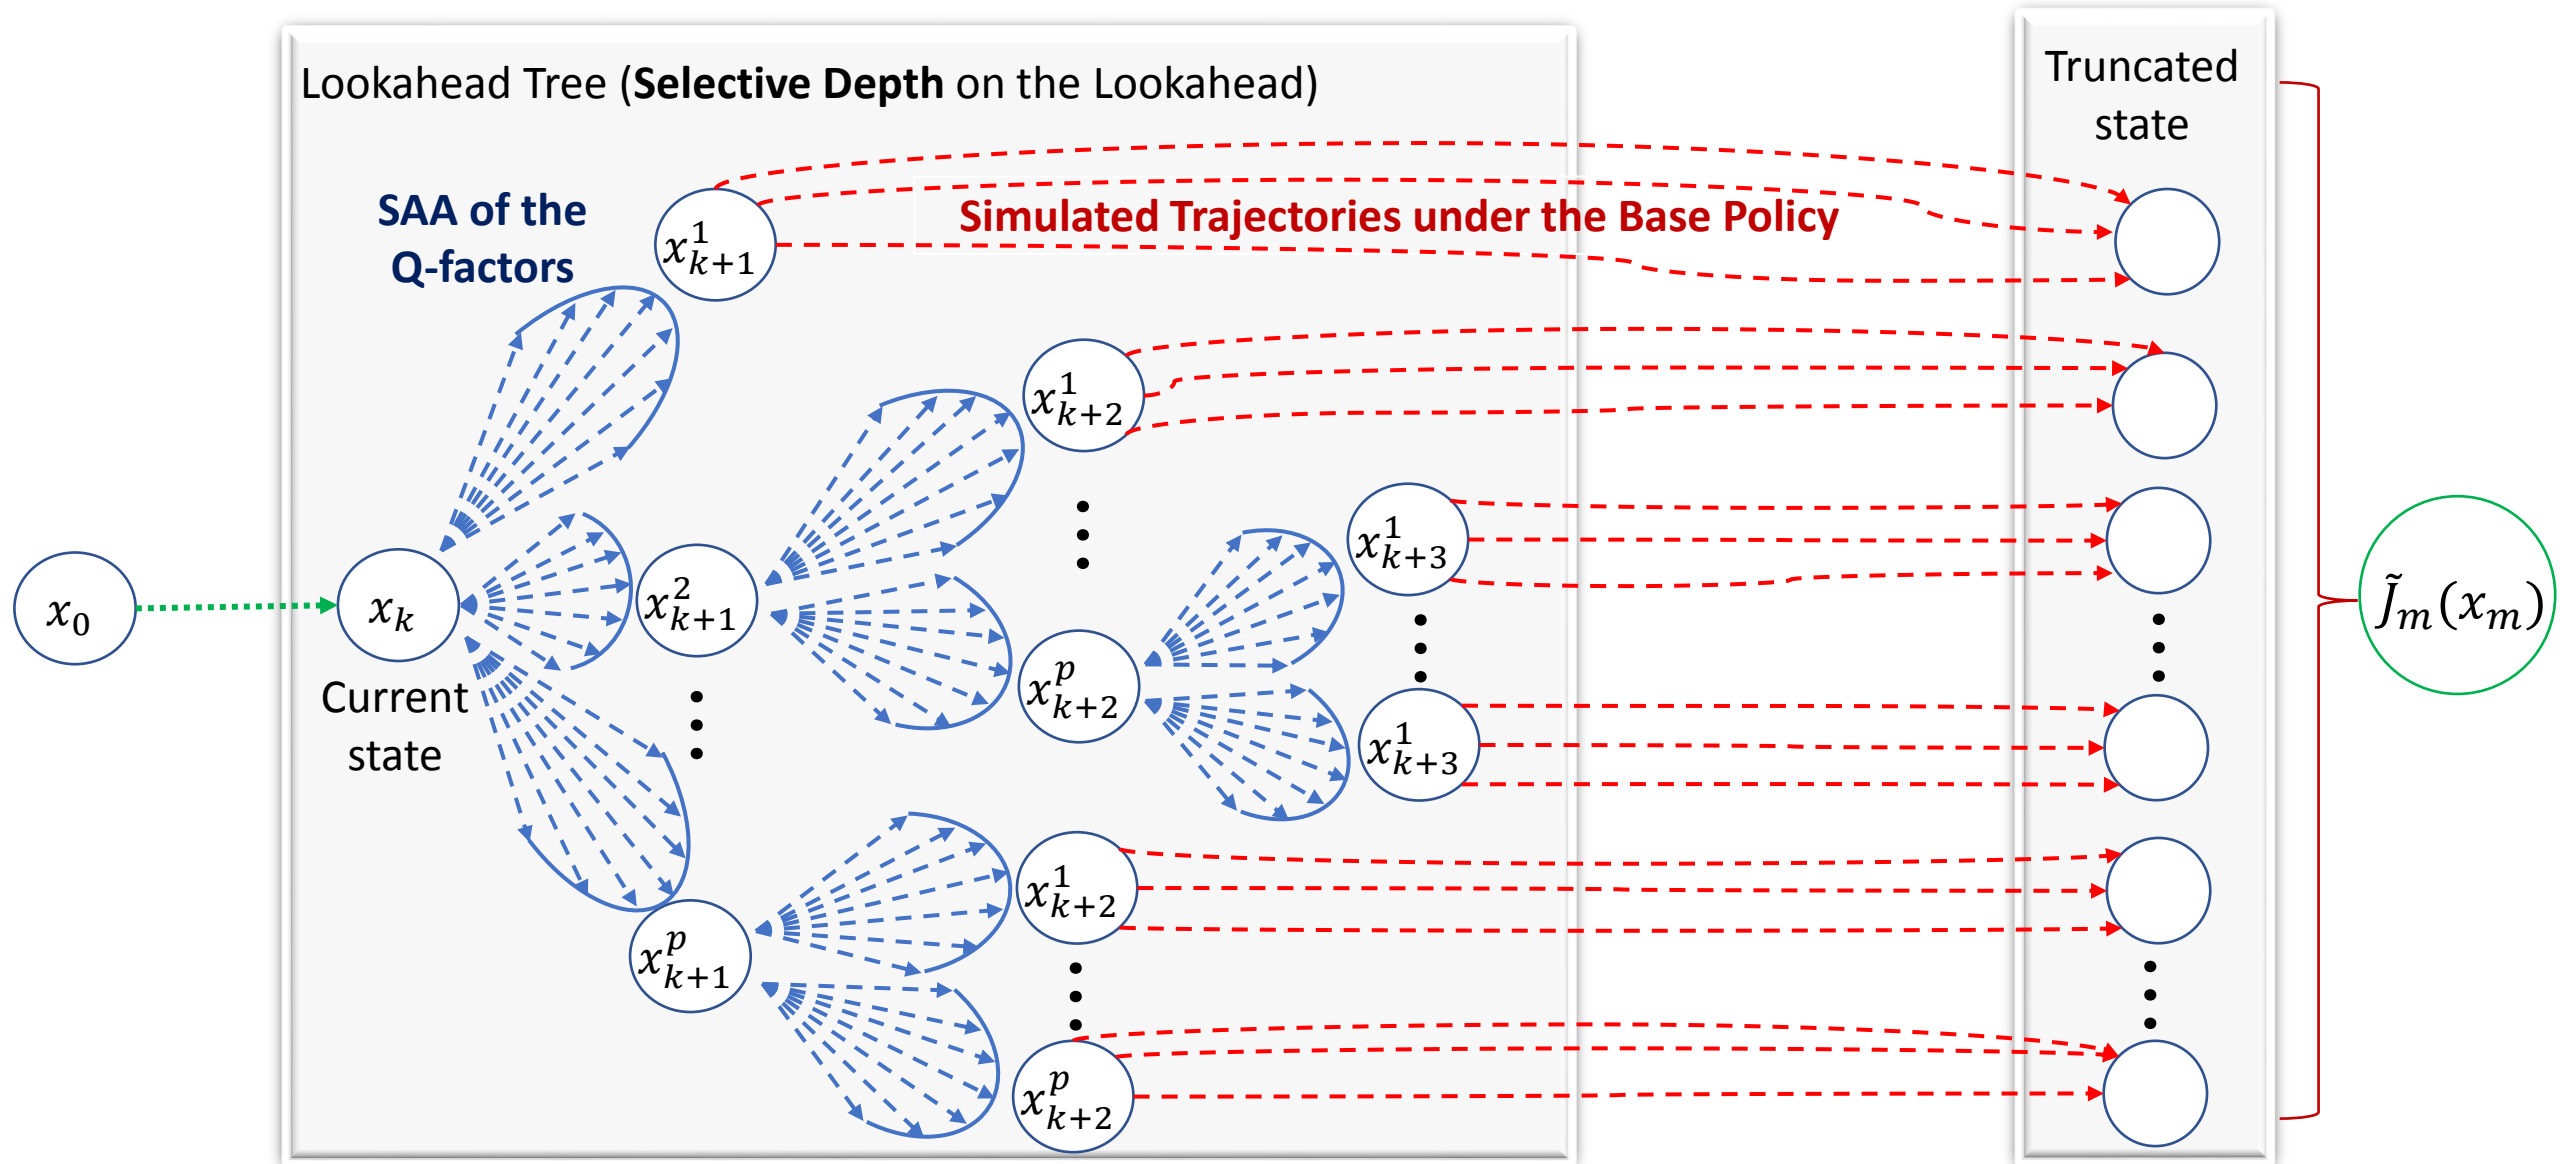 Lookahead Tree (Selective Depth on the Lookahead)
Truncated
state
SAA of the
Q-factors
Simulated Trajectories under the Base Policy
x_{k+1}^1
x_{k+2}^1
x_{k+3}^1
x_0
x_k
x_{k+1}^2
J̃_m(x_m)
Current
state
x_{k+2}^p
x_{k+3}^1
x_{k+1}^p
x_{k+2}^1
x_{k+2}^p